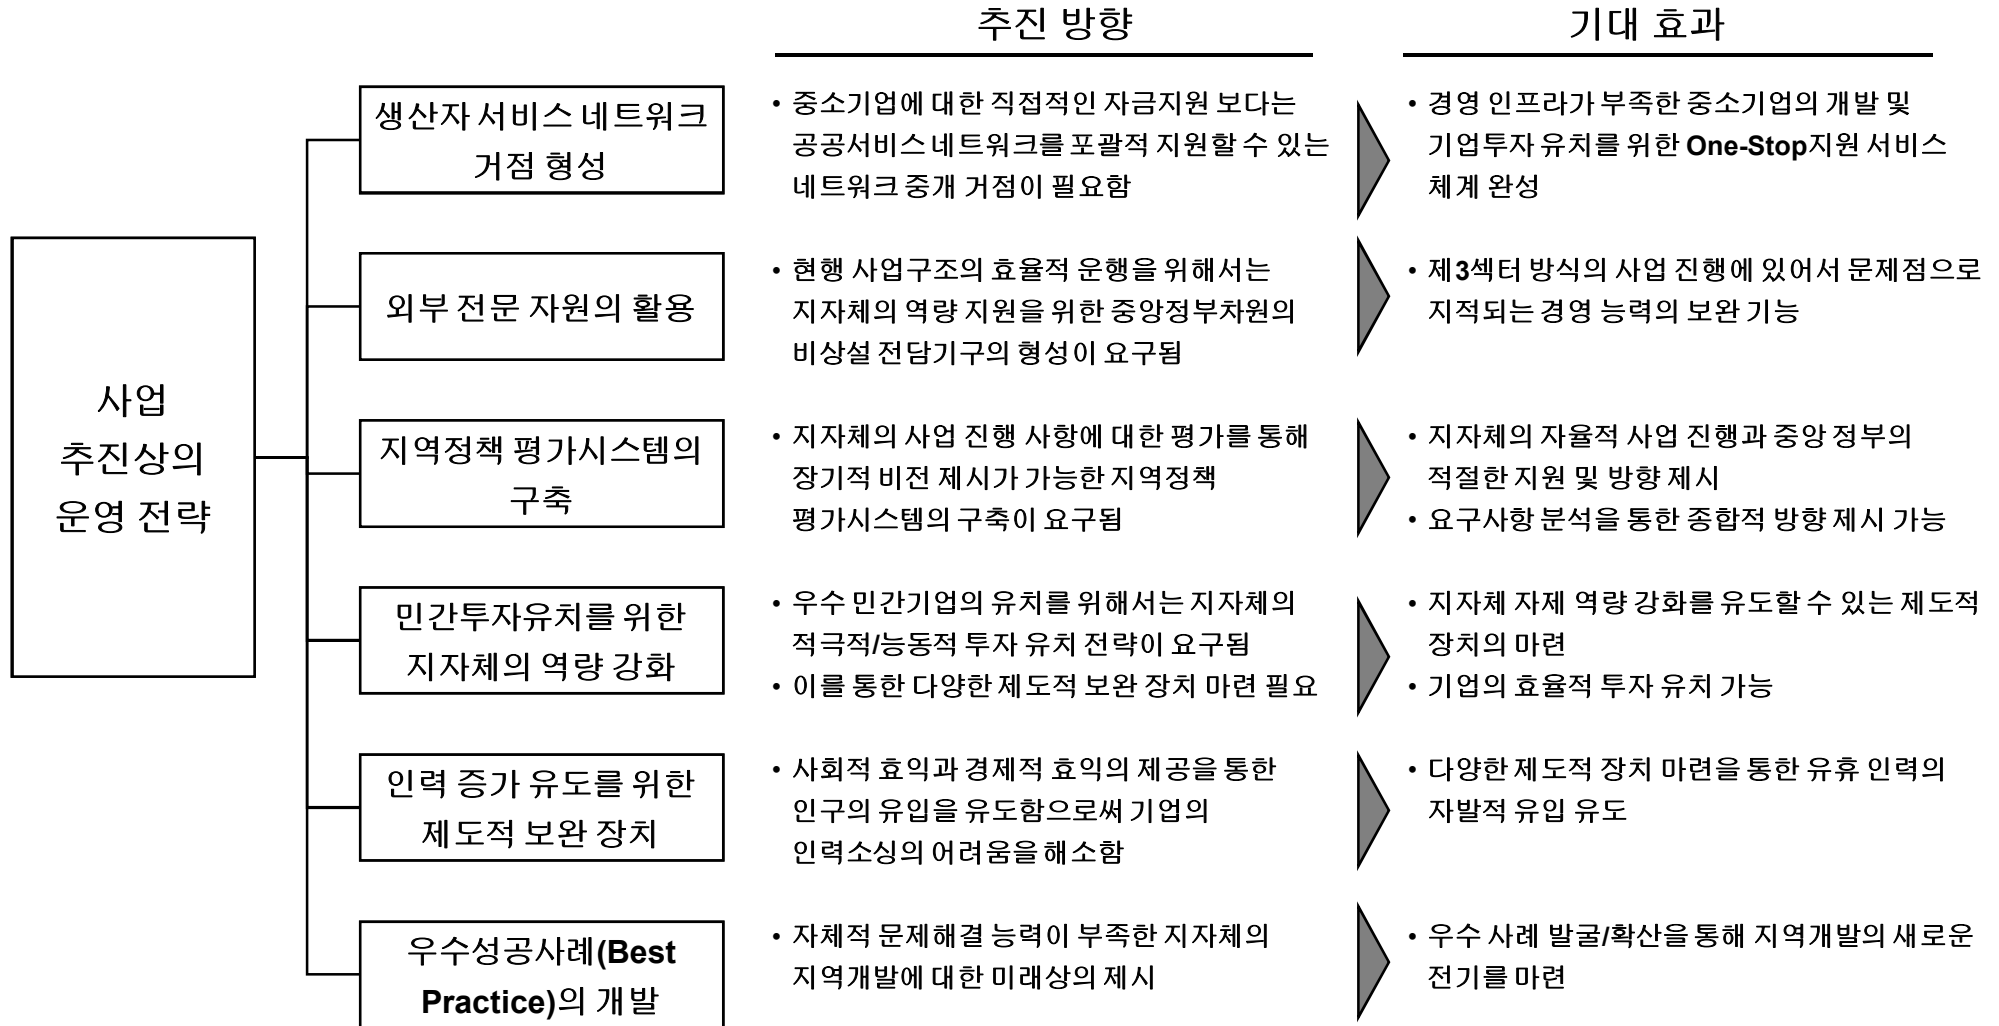 추진 방향
기대 효과
사업
추진상의
운영 전략
생산자 서비스 네트워크
거점 형성
• 중소기업에 대한 직접적인 자금지원 보다는
공공서비스 네트워크를 포괄적 지원할 수 있는
네트워크 중개 거점이 필요함
• 경영 인프라가 부족한 중소기업의 개발 및
기업투자 유치를 위한 One-Stop지원 서비스
체계 완성
외부 전문 자원의 활용
• 현행 사업구조의 효율적 운행을 위해서는
지자체의 역량 지원을 위한 중앙정부차원의
비상설 전담기구의 형성이 요구됨
• 제3섹터 방식의 사업 진행에 있어서 문제점으로
지적되는 경영 능력의 보완 기능
지역정책 평가시스템의
구축
• 지자체의 사업 진행 사항에 대한 평가를 통해
장기적 비전 제시가 가능한 지역정책
평가시스템의 구축이 요구됨
• 지자체의 자율적 사업 진행과 중앙 정부의
적절한 지원 및 방향 제시
• 요구사항 분석을 통한 종합적 방향 제시 가능
민간투자유치를 위한
지자체의 역량 강화
• 우수 민간기업의 유치를 위해서는 지자체의
적극적/능동적 투자 유치 전략이 요구됨
• 이를 통한 다양한 제도적 보완 장치 마련 필요
• 지자체 자제 역량 강화를 유도할 수 있는 제도적
장치의 마련
• 기업의 효율적 투자 유치 가능
인력 증가 유도를 위한
제도적 보완 장치
• 사회적 효익과 경제적 효익의 제공을 통한
인구의 유입을 유도함으로써 기업의
인력소싱의 어려움을 해소함
• 다양한 제도적 장치 마련을 통한 유휴 인력의
자발적 유입 유도
우수성공사례(Best
Practice)의 개발
• 자체적 문제해결 능력이 부족한 지자체의
지역개발에 대한 미래상의 제시
• 우수 사례 발굴/확산을 통해 지역개발의 새로운
전기를 마련